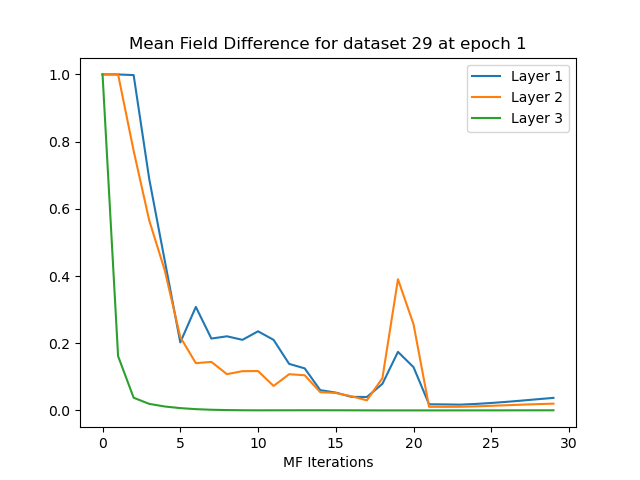 Mean Field Difference for dataset 29 at epoch 1
Layer 1
Layer 2
Layer 3
1.0
0.8
0.6
0.4
0.2
0.0
0 5 10 15 20 25 30
MF Iterations